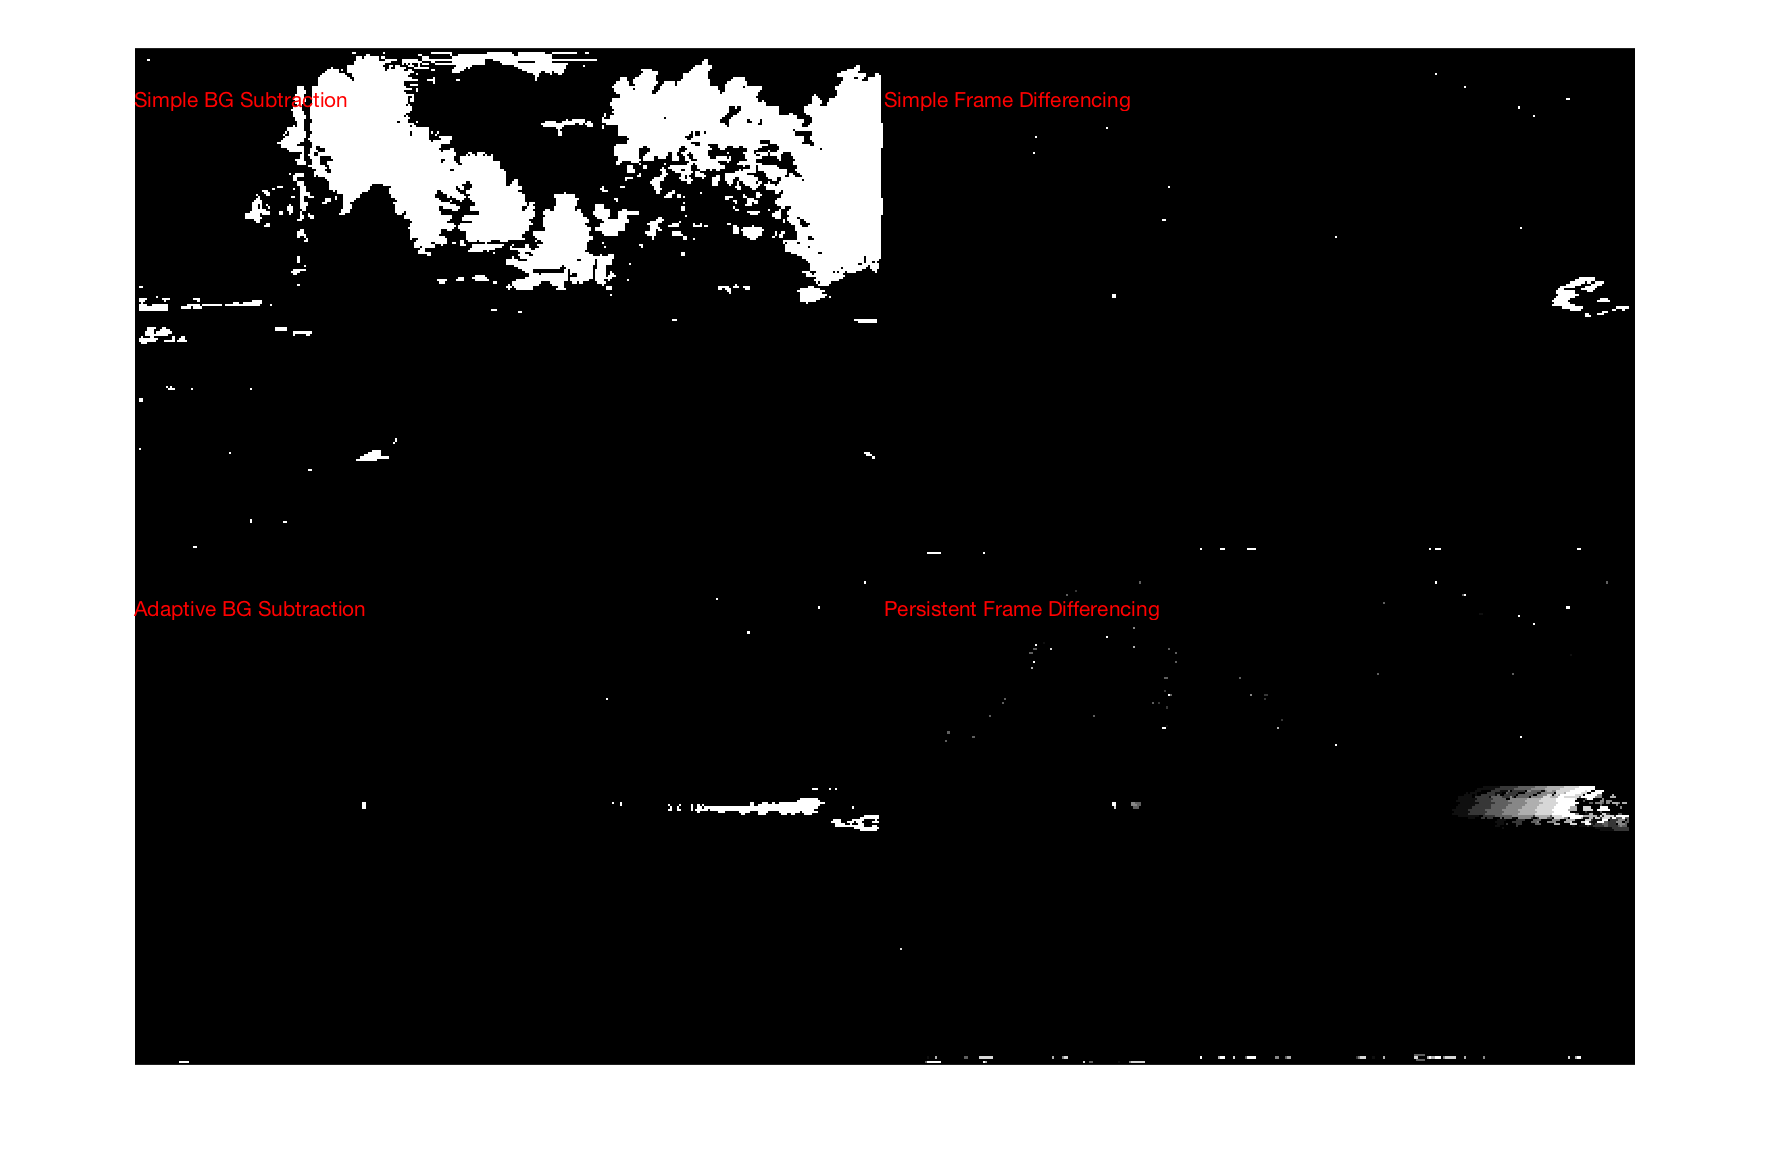 Simple BG Subtraction
Simple Frame Differencing
Adaptive BG Subtraction
Persistent Frame Differencing